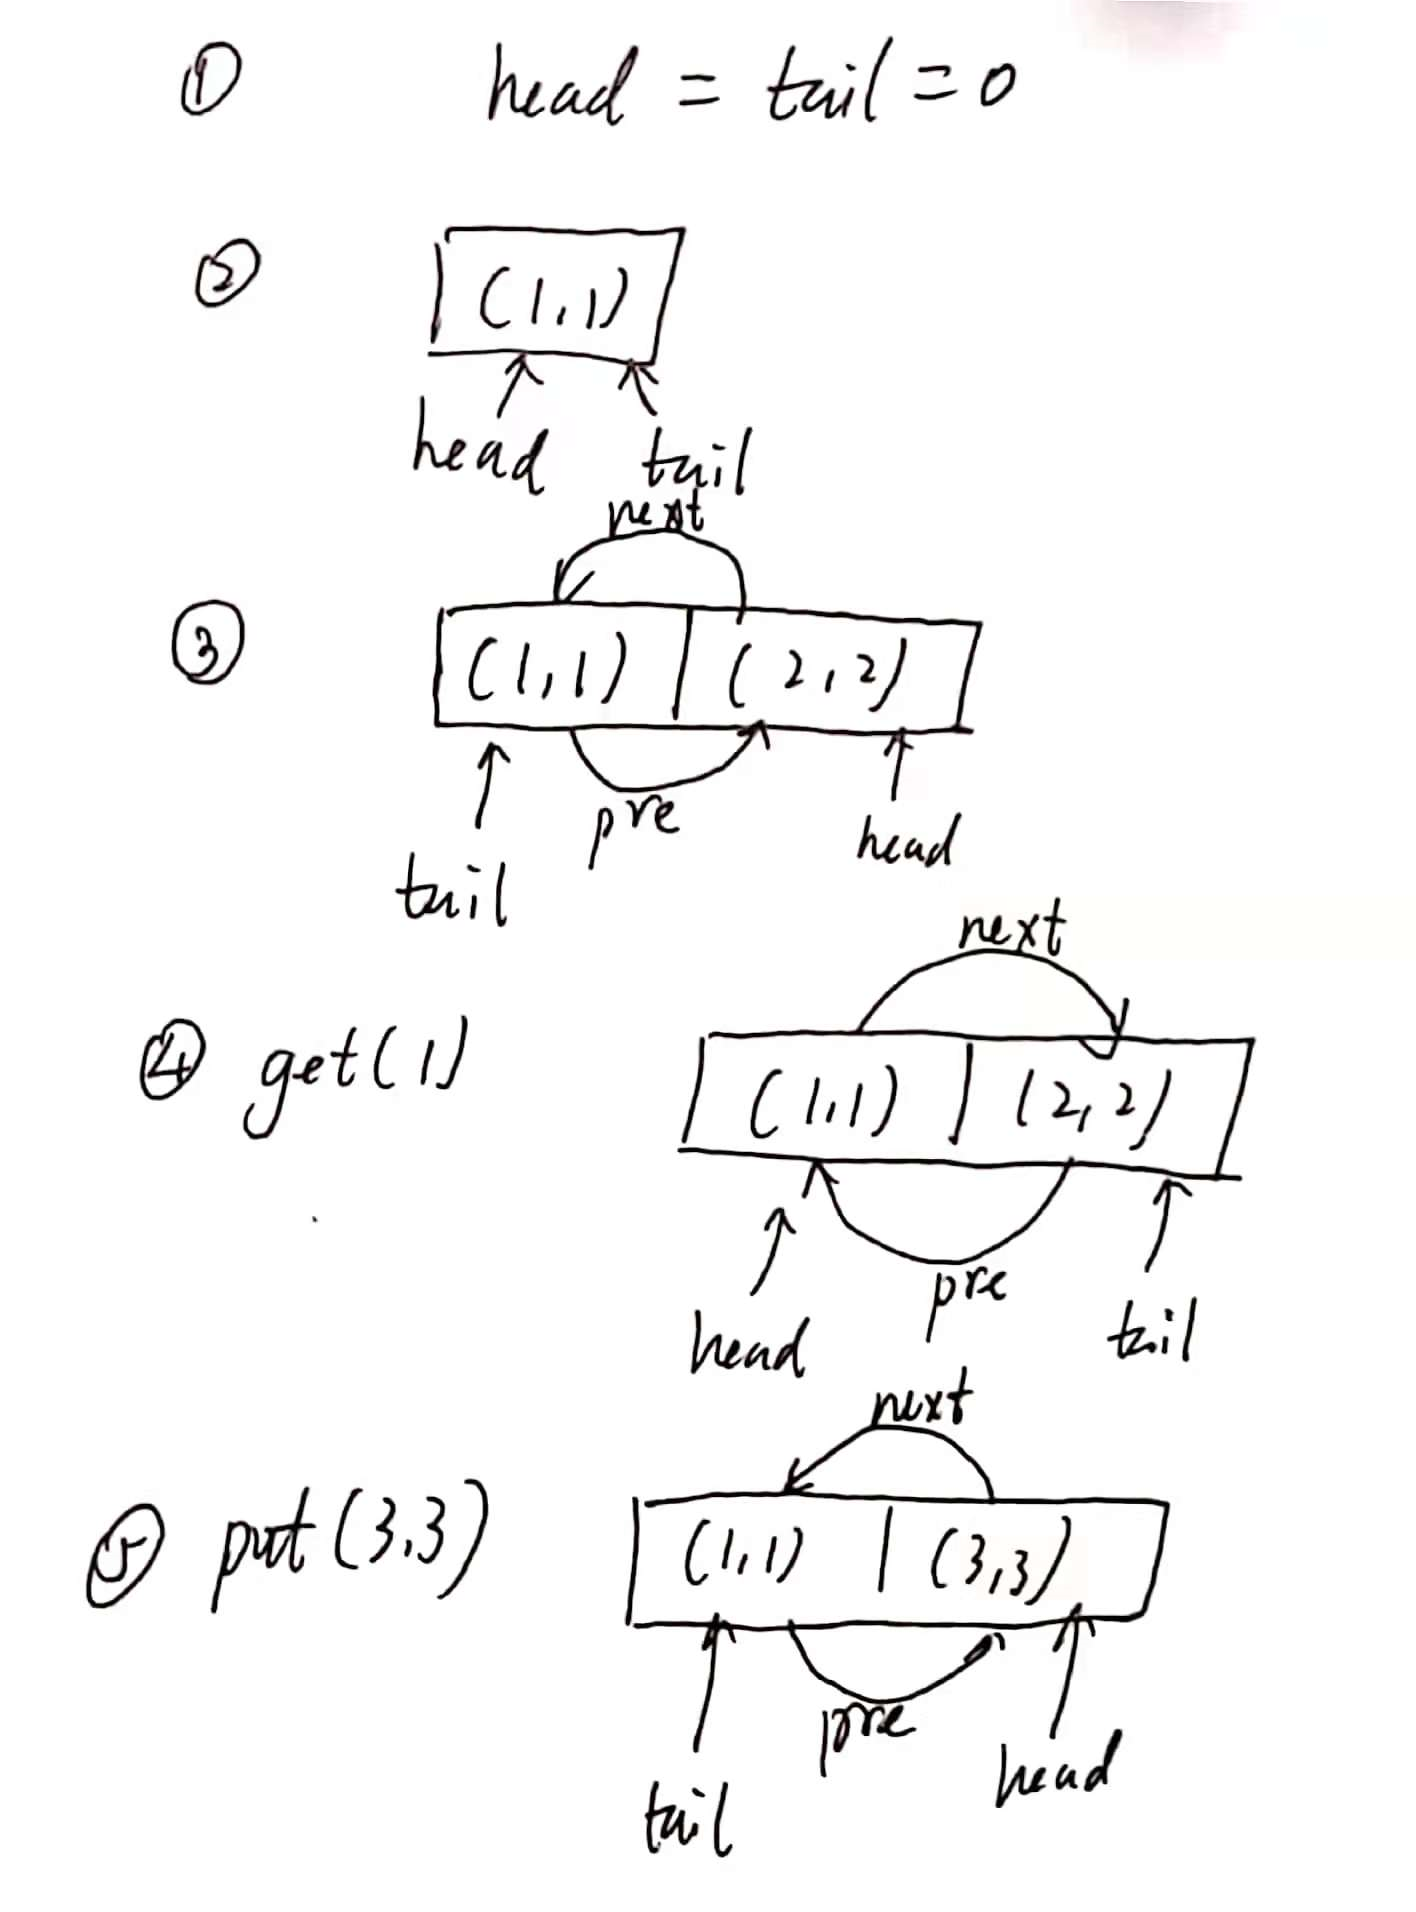 ① head = tail = 0
② (1,1)
head tail
next
③ (1,1) | (2,2)
pre
head
tail
next
④ get(1) (1,1) | (2,2)
pre
head tail
next
⑤ put(3,3) (1,1) | (3,3)
pre
head
tail